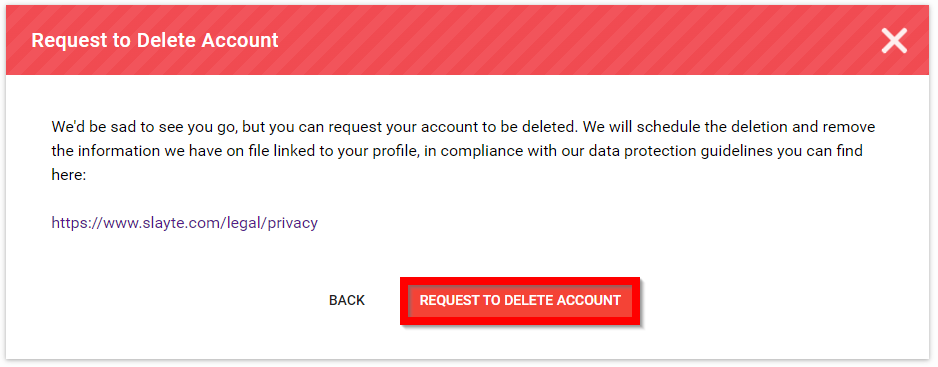 Request to Delete Account
We'd be sad to see you go, but you can request your account to be deleted. We will schedule the deletion and remove
the information we have on file linked to your profile, in compliance with our data protection guidelines you can find
here:
https://www.slayte.com/legal/privacy
BACK
REQUEST TO DELETE ACCOUNT